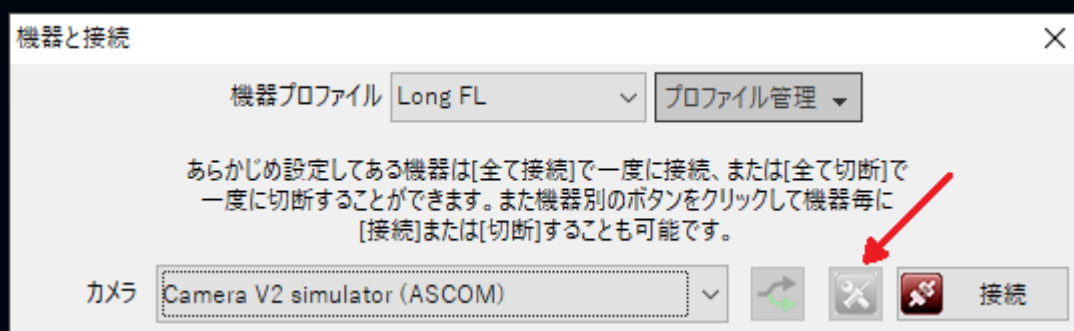 機器と接続
機器プロファイル Long FL プロファイル管理
あらかじめ設定してある機器は[全て接続]で一度に接続、または[全て切断]で
一度に切断することができます。また機器別のボタンをクリックして機器毎に
[接続]または[切断]することも可能です。
カメラ Camera V2 simulator (ASCOM) 接続